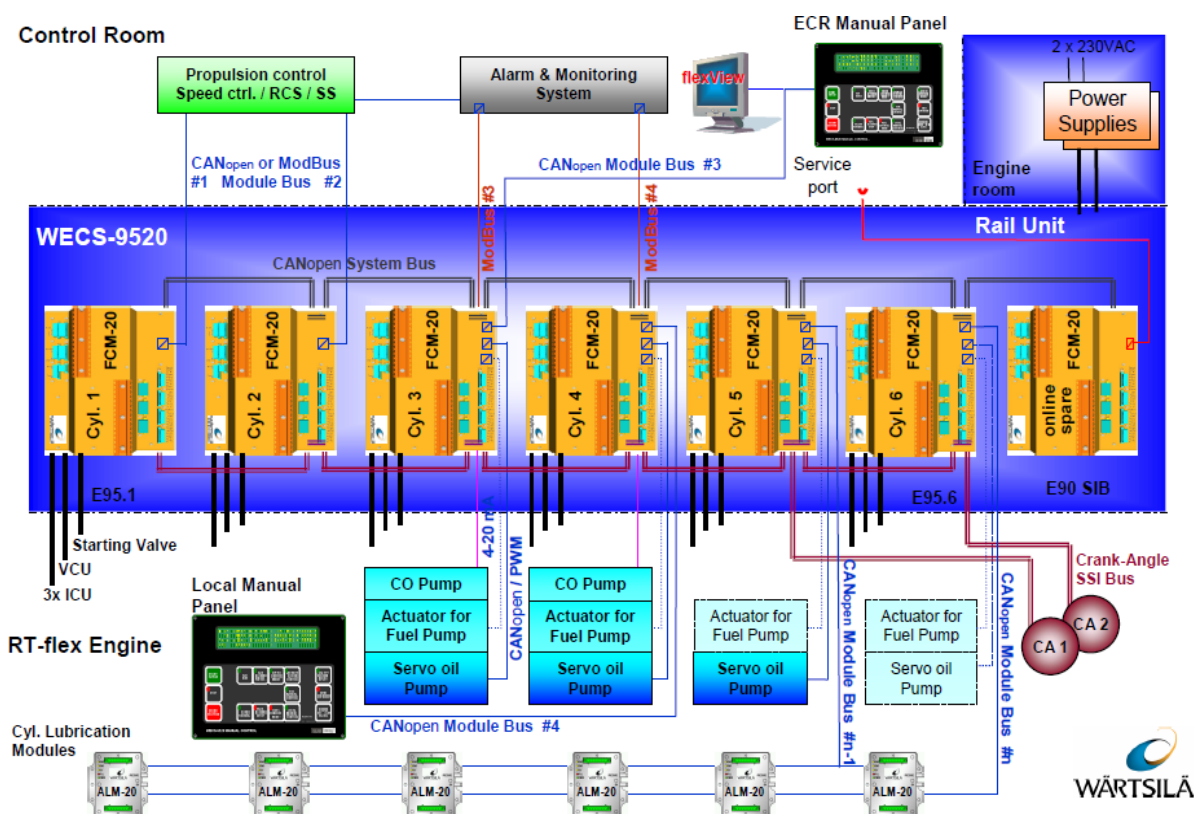 Control Room
ECR Manual Panel
2 x 230VAC
Propulsion control
Speed ctrl. / RCS / SS
Alarm & Monitoring
System
flexView
Power
Supplies
CANopen or ModBus
#1 Module Bus #2
CANopen Module Bus #3
Service
port
Engine
room
ModBus #3
ModBus #4
WECS-9520
Rail Unit
CANopen System Bus
FCM-20
Cyl. 1
FCM-20
Cyl. 2
FCM-20
Cyl. 3
FCM-20
Cyl. 4
FCM-20
Cyl. 5
FCM-20
Cyl. 6
FCM-20
online
spare
E95.1
E95.6
E90 SIB
Starting Valve
VCU
3x ICU
4-20 mA
CANopen / PWM
Crank-Angle
SSI Bus
Local Manual
Panel
CO Pump
Actuator for
Fuel Pump
Servo oil
Pump
CO Pump
Actuator for
Fuel Pump
Servo oil
Pump
Actuator for
Fuel Pump
Servo oil
Pump
Actuator for
Fuel Pump
Servo oil
Pump
CANopen Module Bus #n-1
CANopen Module Bus #n
CA 1
CA 2
RT-flex Engine
CANopen Module Bus #4
Cyl. Lubrication
Modules
ALM-20
ALM-20
ALM-20
ALM-20
ALM-20
ALM-20
WÄRTSILÄ